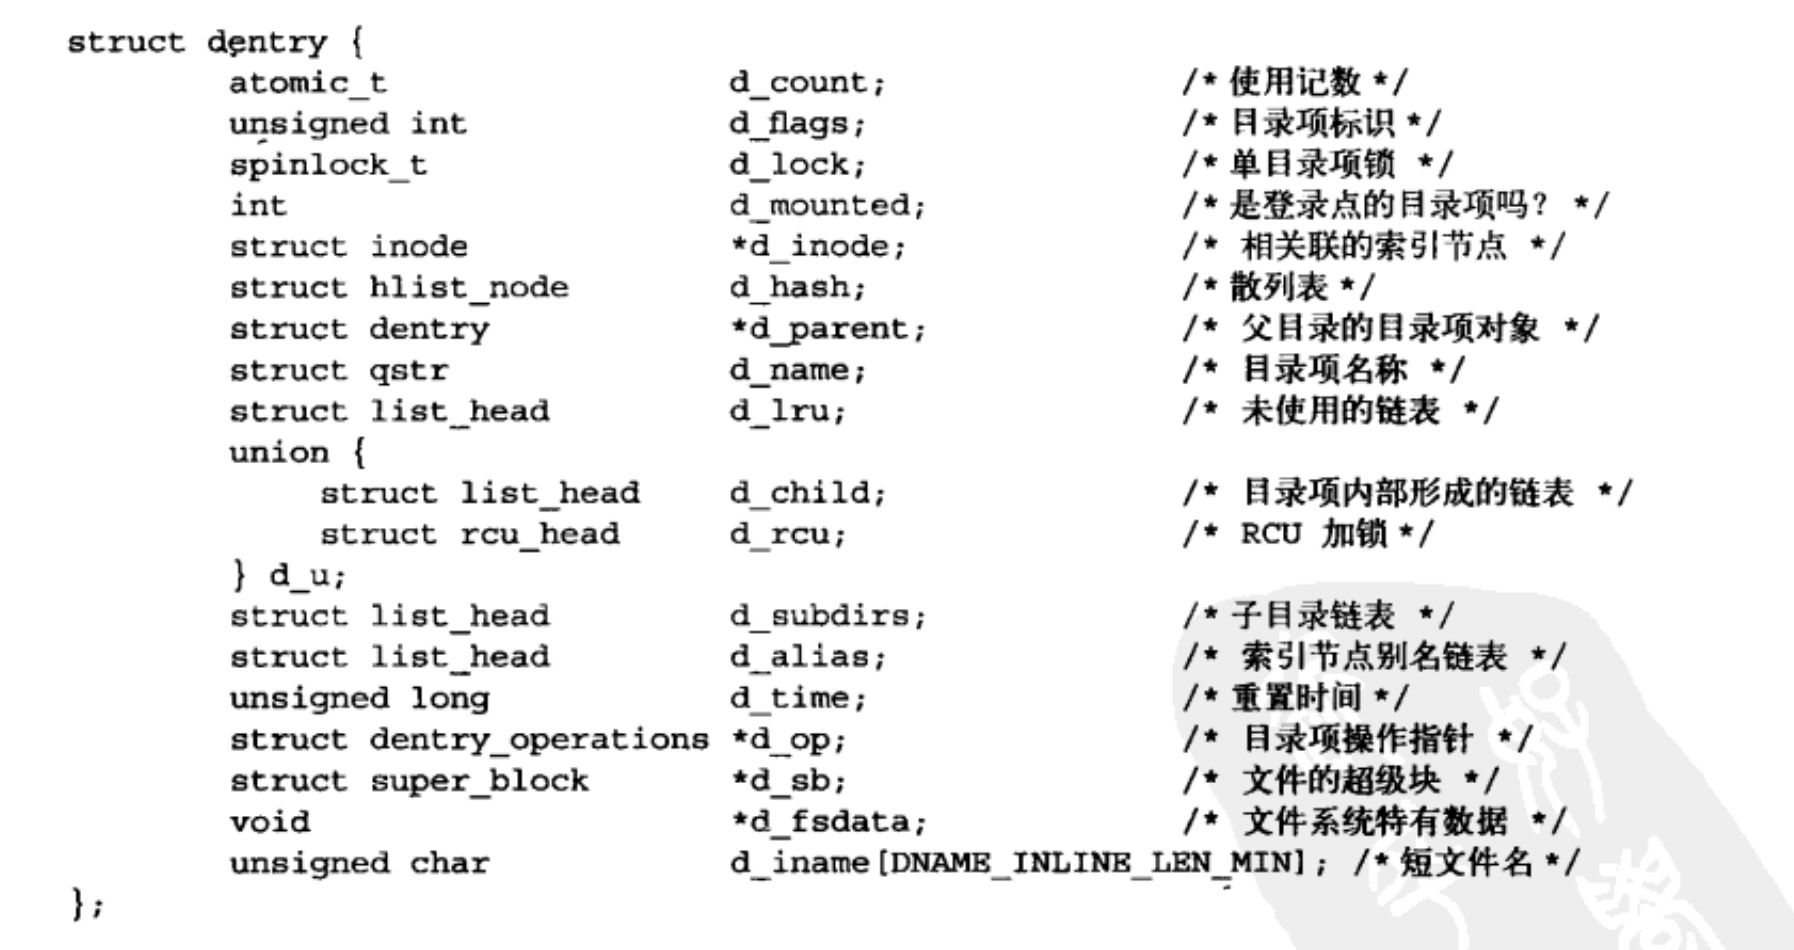 struct dentry {
atomic_t d_count; /* 使用记数 */
unsigned int d_flags; /* 目录项标识 */
spinlock_t d_lock; /* 单目录项锁 */
int d_mounted; /* 是登录点的目录项吗？ */
struct inode *d_inode; /* 相关联的索引节点 */
struct hlist_node d_hash; /* 散列表 */
struct dentry *d_parent; /* 父目录的目录项对象 */
struct qstr d_name; /* 目录项名称 */
struct list_head d_lru; /* 未使用的链表 */
union {
struct list_head d_child; /* 目录项内部形成的链表 */
struct rcu_head d_rcu; /* RCU 加锁 */
} d_u;
struct list_head d_subdirs; /* 子目录链表 */
struct list_head d_alias; /* 索引节点别名链表 */
unsigned long d_time; /* 重置时间 */
struct dentry_operations *d_op; /* 目录项操作指针 */
struct super_block *d_sb; /* 文件的超级块 */
void *d_fsdata; /* 文件系统特有数据 */
unsigned char d_iname[DNAME_INLINE_LEN_MIN]; /* 短文件名 */
};